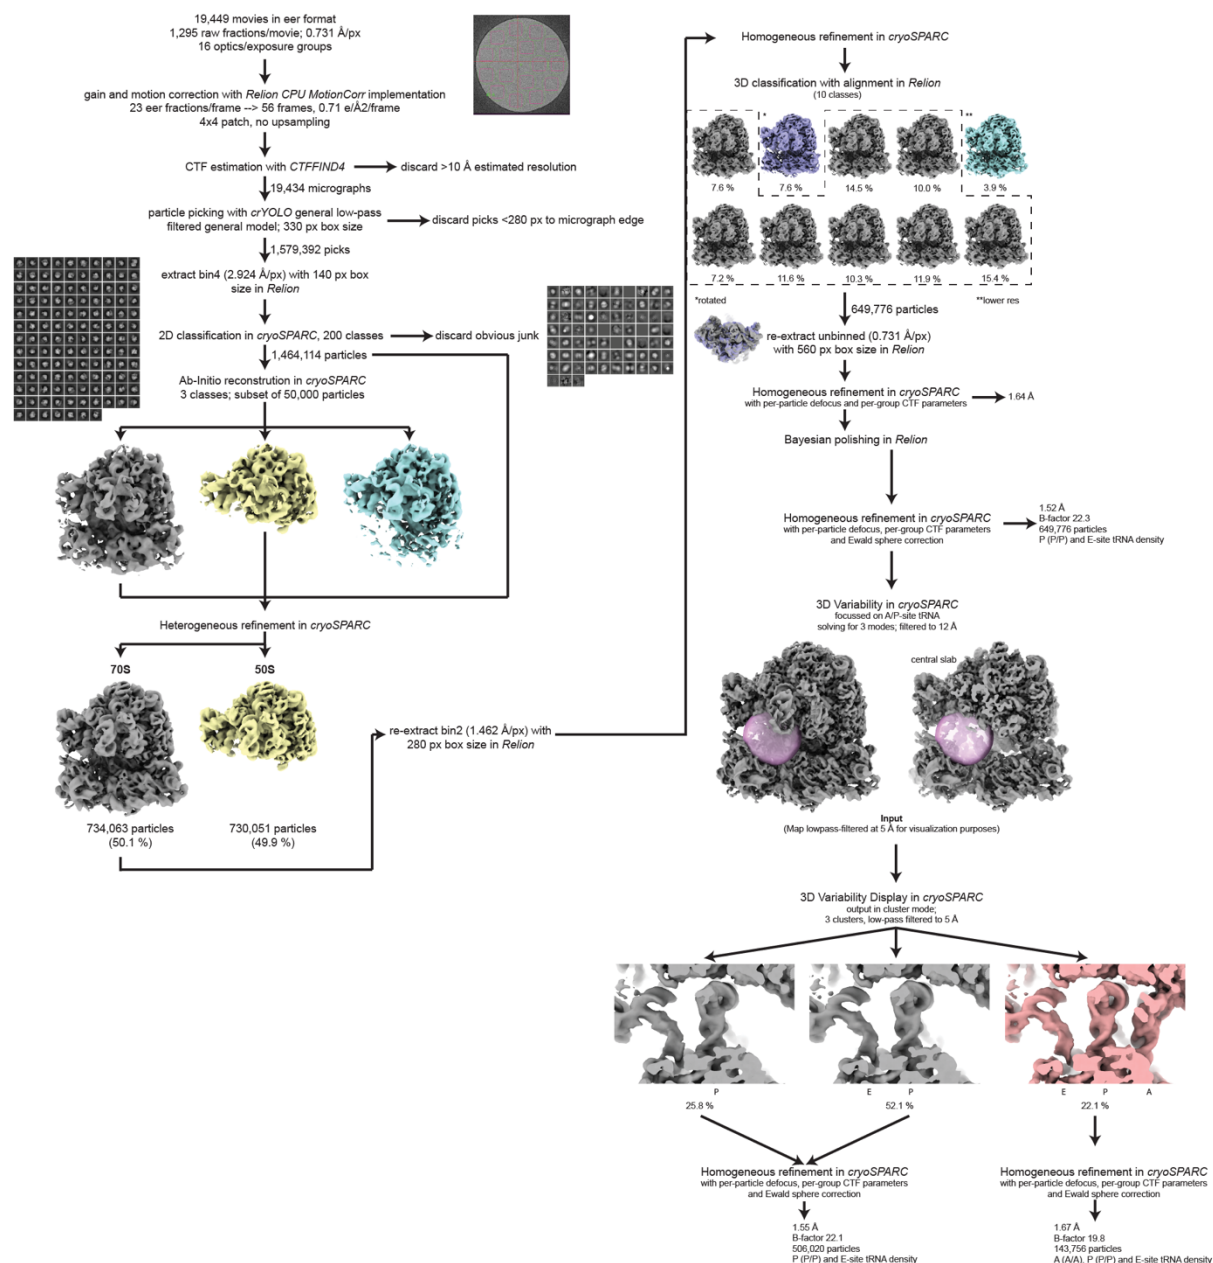 19,449 movies in eer format
1,295 raw fractions/movie; 0.731 Å/px
16 optics/exposure groups
gain and motion correction with Relion CPU MotionCorr implementation
23 eer fractions/frame --> 56 frames, 0.71 e/Å2/frame
4x4 patch, no upsampling
CTF estimation with CTFFIND4
discard >10 Å estimated resolution
19,434 micrographs
particle picking with crYOLO general low-pass
filtered general model; 330 px box size
discard picks <280 px to micrograph edge
1,579,392 picks
extract bin4 (2.924 Å/px) with 140 px box
size in Relion
2D classification in cryoSPARC, 200 classes
discard obvious junk
1,464,114 particles
Ab-Initio reconstrution in cryoSPARC
3 classes; subset of 50,000 particles
Heterogeneous refinement in cryoSPARC
70S
50S
734,063 particles
(50.1 %)
730,051 particles
(49.9 %)
re-extract bin2 (1.462 Å/px) with
280 px box size in Relion
Homogeneous refinement in cryoSPARC
3D classification with alignment in Relion
(10 classes)
*
**
7.6 %
7.6 %
14.5 %
10.0 %
3.9 %
7.2 %
11.6 %
10.3 %
11.9 %
15.4 %
*rotated
**lower res
649,776 particles
re-extract unbinned (0.731 Å/px)
with 560 px box size in Relion
Homogeneous refinement in cryoSPARC
with per-particle defocus and per-group CTF parameters
1.64 Å
Bayesian polishing in Relion
Homogeneous refinement in cryoSPARC
with per-particle defocus, per-group CTF parameters
and Ewald sphere correction
1.52 Å
B-factor 22.3
649,776 particles
P (P/P) and E-site tRNA density
3D Variability in cryoSPARC
focussed on A/P-site tRNA
solving for 3 modes; filtered to 12 Å
central slab
Input
(Map lowpass-filtered at 5 Å for visualization purposes)
3D Variability Display in cryoSPARC
output in cluster mode;
3 clusters, low-pass filtered to 5 Å
P
E P
E P A
25.8 %
52.1 %
22.1 %
Homogeneous refinement in cryoSPARC
with per-particle defocus, per-group CTF parameters
and Ewald sphere correction
1.55 Å
B-factor 22.1
506,020 particles
P (P/P) and E-site tRNA density
Homogeneous refinement in cryoSPARC
with per-particle defocus, per-group CTF parameters
and Ewald sphere correction
1.67 Å
B-factor 19.8
143,756 particles
A (A/A), P (P/P) and E-site tRNA density